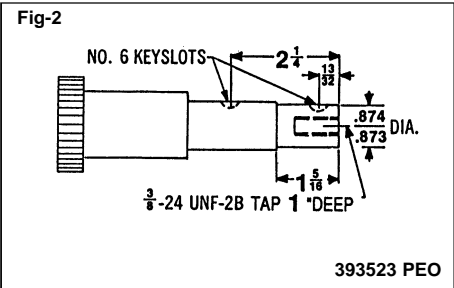 Fig-2
NO. 6 KEYSLOTS
2 1/4
13/32
.874
.873 DIA.
1 5/16
3/8-24 UNF-2B TAP 1 "DEEP
393523 PEO